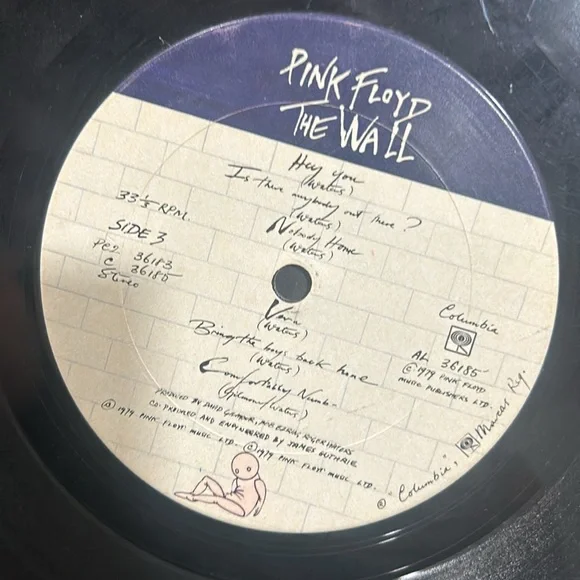 PINK FLOYD
THE WALL
Hey you
(Waters)
Is there anybody out there?
(Waters)
Nobody Home
(Waters)
33 1/3 RPM
SIDE 3
PC2 36183
C 36185
Stereo
Vera
(Waters)
Bring the boys back home
(Waters)
Comfortably Numb
(Gilmour/Waters)
Columbia
AL 36185
© 1979 PINK FLOYD
MUSIC PUBLISHERS LTD.
PRODUCED BY DAVID GILMOUR, BOB EZRIN, ROGER WATERS
CO-PRODUCED AND ENGINEERED BY JAMES GUTHRIE
℗ 1979 PINK FLOYD MUSIC LTD. © 1979 PINK FLOYD MUSIC LTD.
® "Columbia", Marcas Reg.